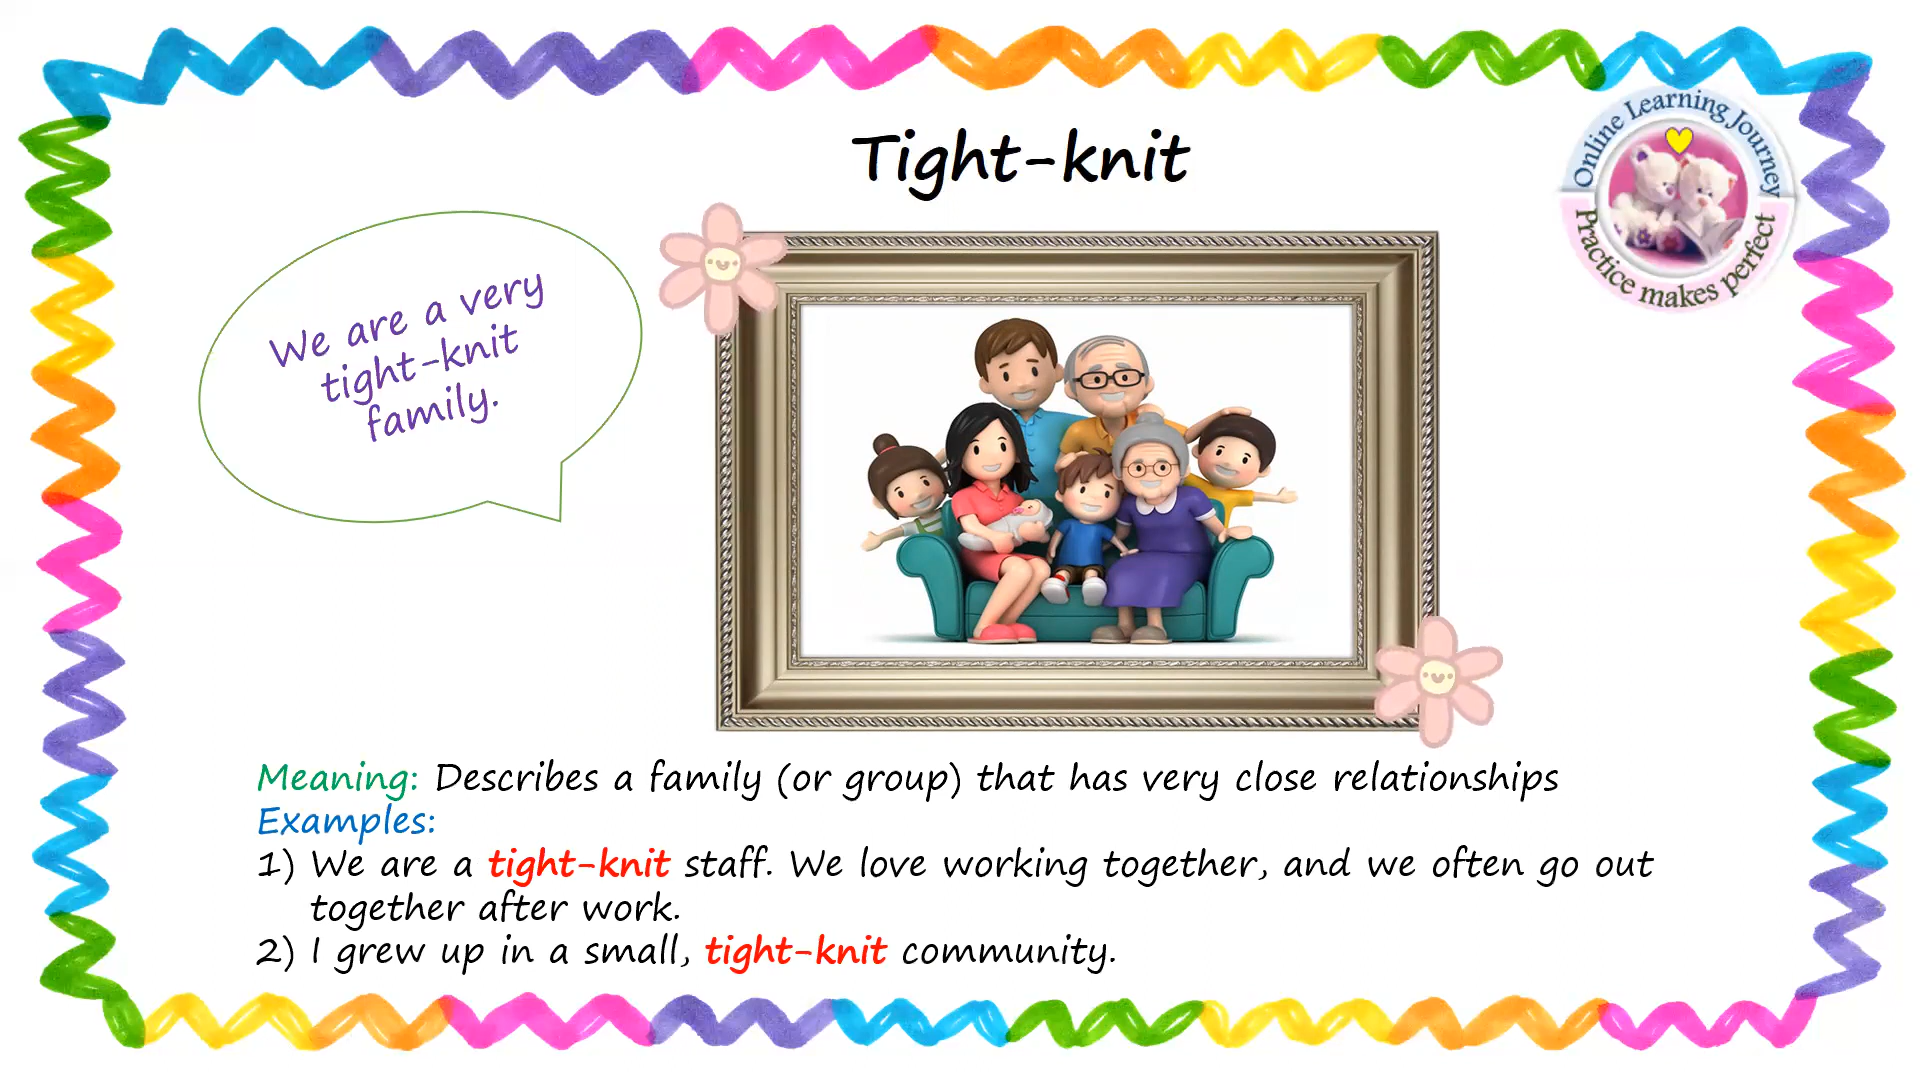 Tight-knit
Online Learning Journey
Practice makes perfect
We are a very
tight-knit
family.
Meaning: Describes a family (or group) that has very close relationships
Examples:
1) We are a tight-knit staff. We love working together, and we often go out
together after work.
2) I grew up in a small, tight-knit community.